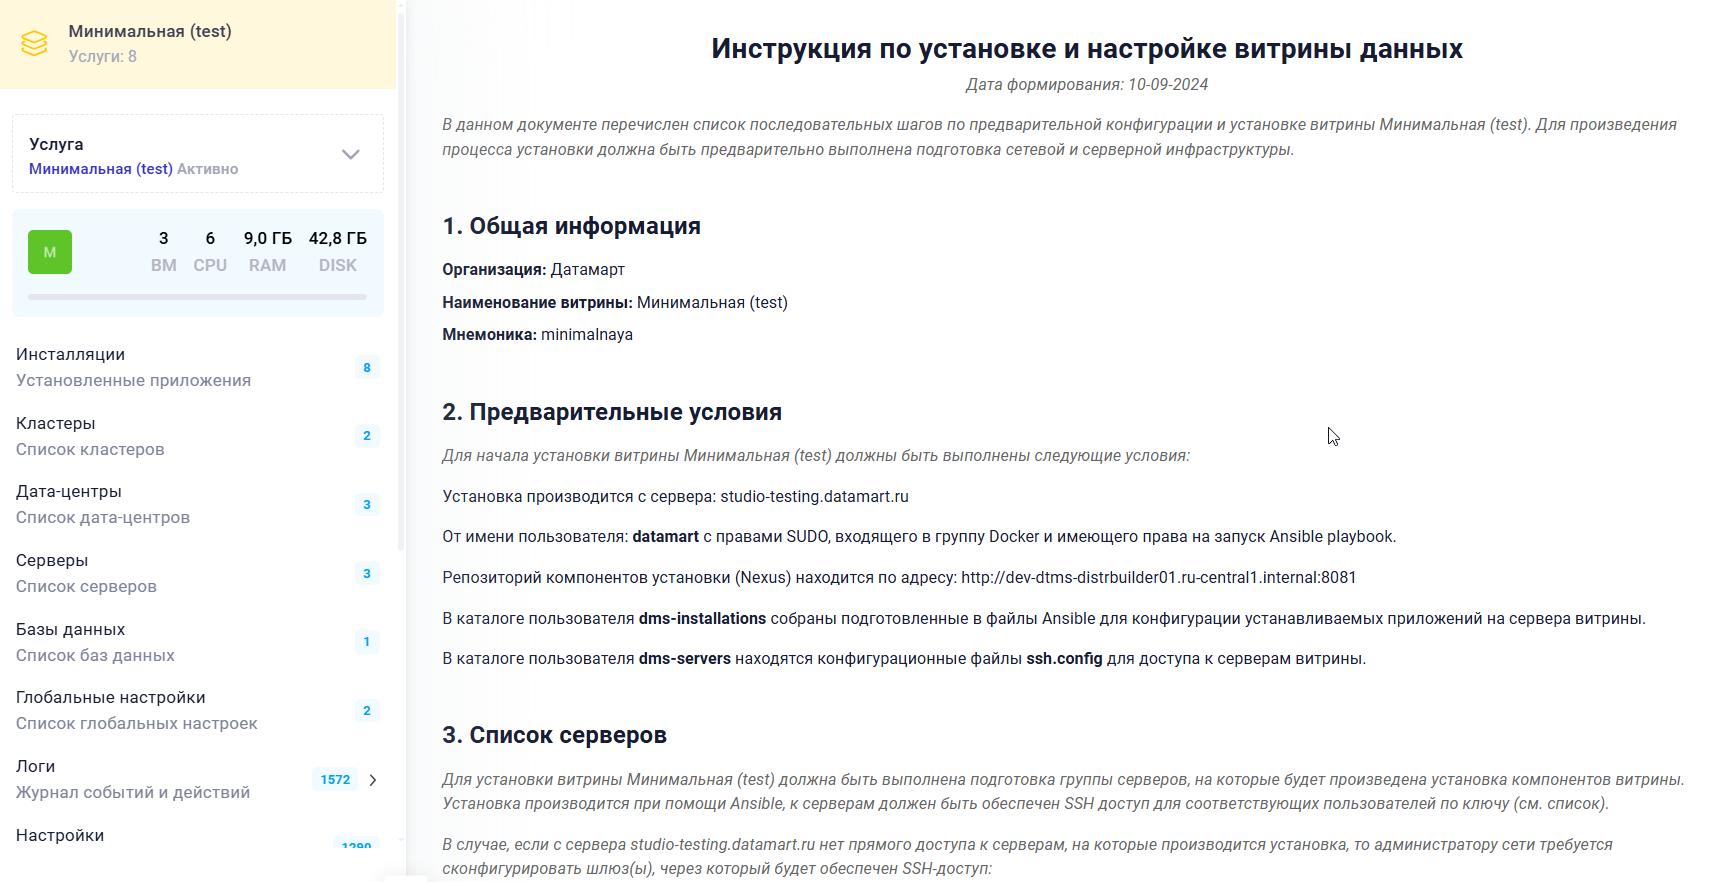 Минимальная (test)
Услуги: 8
Услуга
Минимальная (test) Активно
М
3 6 9,0 ГБ 42,8 ГБ
ВМ CPU RAM DISK
Инсталляции
Установленные приложения
8
Кластеры
Список кластеров
2
Дата-центры
Список дата-центров
3
Серверы
Список серверов
3
Базы данных
Список баз данных
1
Глобальные настройки
Список глобальных настроек
2
Логи
Журнал событий и действий
1572
Настройки
1290
Инструкция по установке и настройке витрины данных
Дата формирования: 10-09-2024
В данном документе перечислен список последовательных шагов по предварительной конфигурации и установке витрины Минимальная (test). Для произведения
процесса установки должна быть предварительно выполнена подготовка сетевой и серверной инфраструктуры.
1. Общая информация
Организация: Датамарт
Наименование витрины: Минимальная (test)
Мнемоника: minimalnaya
2. Предварительные условия
Для начала установки витрины Минимальная (test) должны быть выполнены следующие условия:
Установка производится с сервера: studio-testing.datamart.ru
От имени пользователя: datamart с правами SUDO, входящего в группу Docker и имеющего права на запуск Ansible playbook.
Репозиторий компонентов установки (Nexus) находится по адресу: http://dev-dtms-distrbuilder01.ru-central1.internal:8081
В каталоге пользователя dms-installations собраны подготовленные в файлы Ansible для конфигурации устанавливаемых приложений на сервера витрины.
В каталоге пользователя dms-servers находятся конфигурационные файлы ssh.config для доступа к серверам витрины.
3. Список серверов
Для установки витрины Минимальная (test) должна быть выполнена подготовка группы серверов, на которые будет произведена установка компонентов витрины.
Установка производится при помощи Ansible, к серверам должен быть обеспечен SSH доступ для соответствующих пользователей по ключу (см. список).
В случае, если с сервера studio-testing.datamart.ru нет прямого доступа к серверам, на которые производится установка, то администратору сети требуется
сконфигурировать шлюз(ы), через который будет обеспечен SSH-доступ: